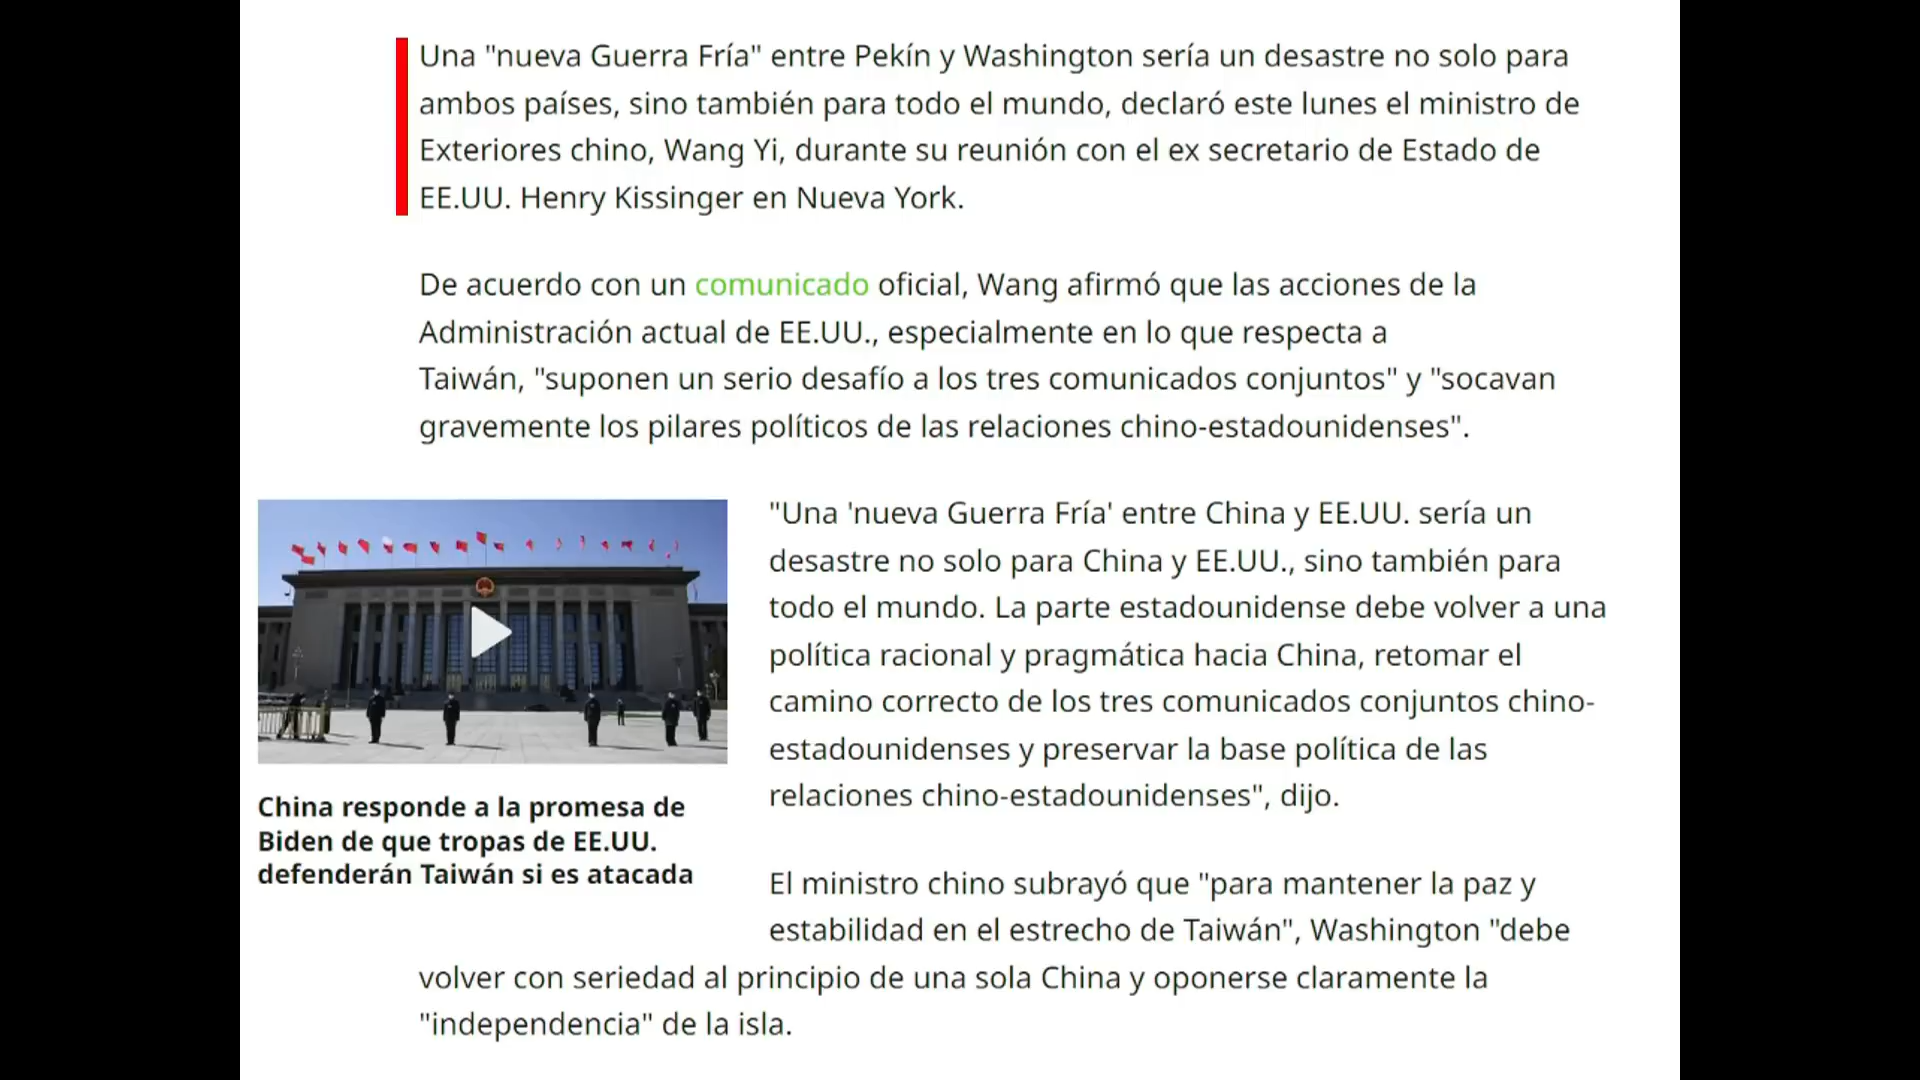 Una "nueva Guerra Fría" entre Pekín y Washington sería un desastre no solo para
ambos países, sino también para todo el mundo, declaró este lunes el ministro de
Exteriores chino, Wang Yi, durante su reunión con el ex secretario de Estado de
EE.UU. Henry Kissinger en Nueva York.
De acuerdo con un comunicado oficial, Wang afirmó que las acciones de la
Administración actual de EE.UU., especialmente en lo que respecta a
Taiwán, "suponen un serio desafío a los tres comunicados conjuntos" y "socavan
gravemente los pilares políticos de las relaciones chino-estadounidenses".
China responde a la promesa de
Biden de que tropas de EE.UU.
defenderán Taiwán si es atacada
"Una 'nueva Guerra Fría' entre China y EE.UU. sería un
desastre no solo para China y EE.UU., sino también para
todo el mundo. La parte estadounidense debe volver a una
política racional y pragmática hacia China, retomar el
camino correcto de los tres comunicados conjuntos chino-
estadounidenses y preservar la base política de las
relaciones chino-estadounidenses", dijo.
El ministro chino subrayó que "para mantener la paz y
estabilidad en el estrecho de Taiwán", Washington "debe
volver con seriedad al principio de una sola China y oponerse claramente la
"independencia" de la isla.